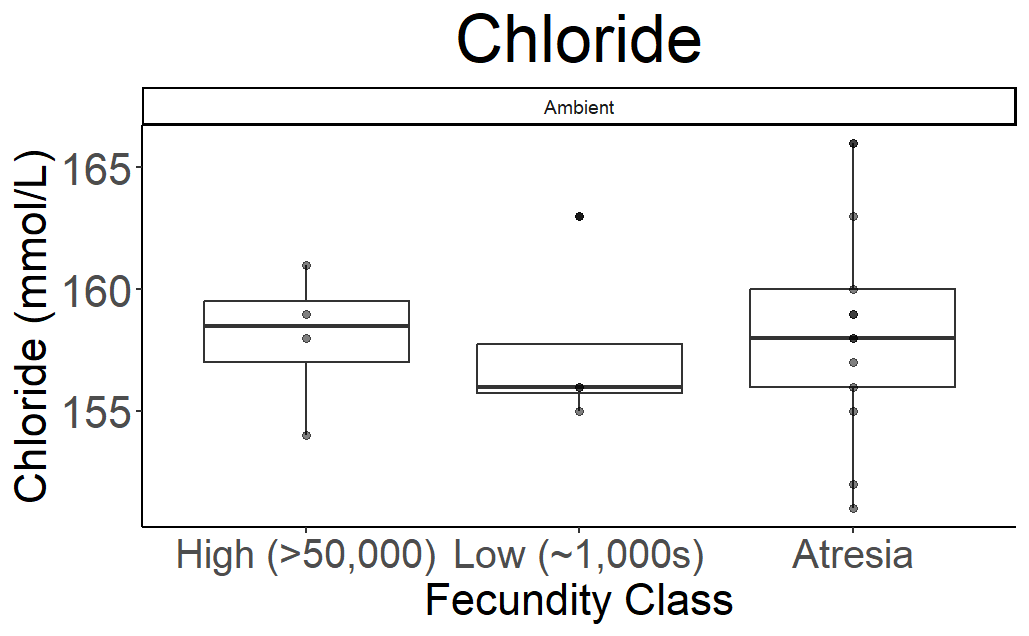 Chloride
Ambient
Chloride (mmol/L)
165
160
155
High (>50,000) Low (~1,000s) Atresia
Fecundity Class